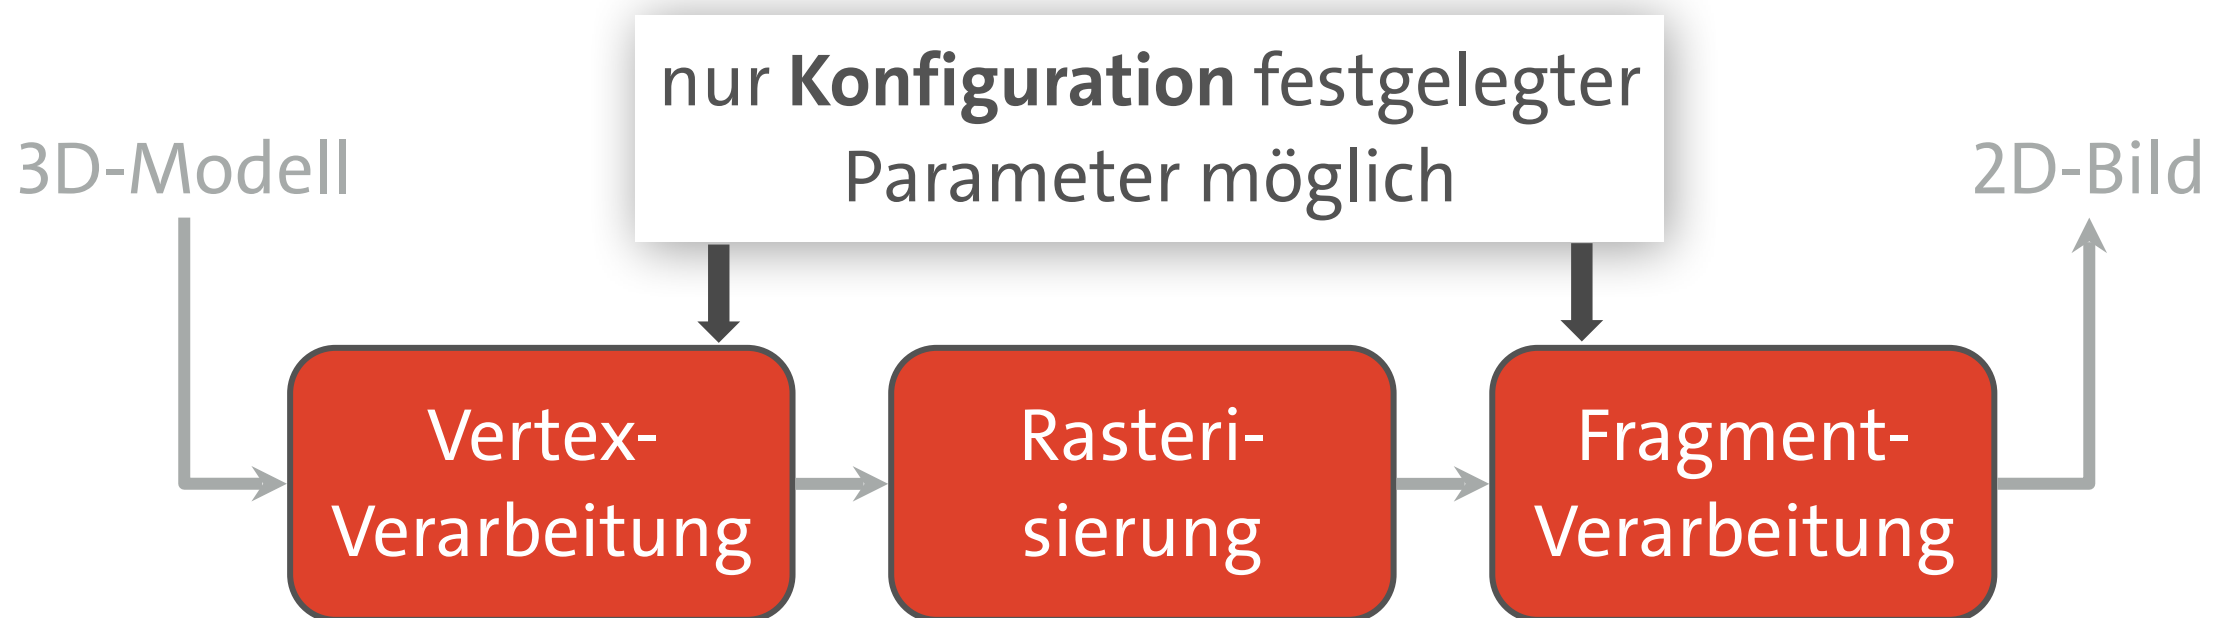 nur Konfiguration festgelegter
Parameter möglich
3D-Modell
2D-Bild
Vertex-
Verarbeitung
Rasteri-
sierung
Fragment-
Verarbeitung